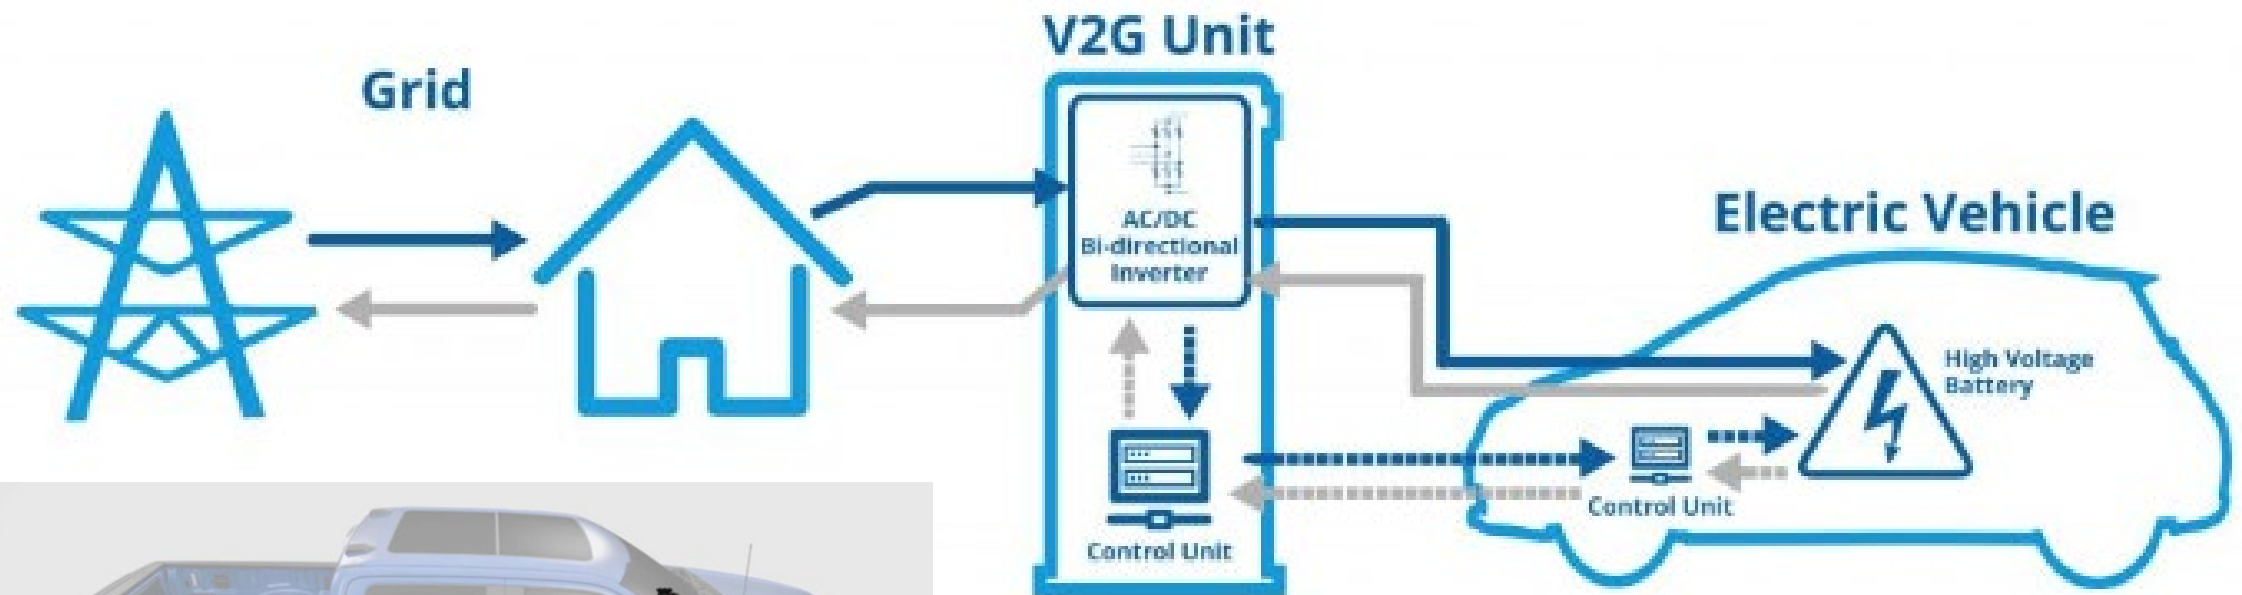 V2G Unit
Grid
AC/DC
Bi-directional
Inverter
Electric Vehicle
High Voltage
Battery
Control Unit
Control Unit